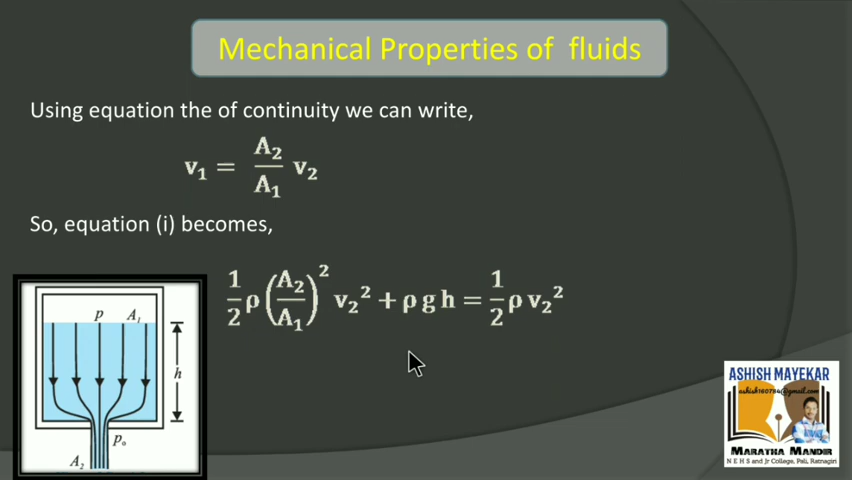 Mechanical Properties of fluids
Using equation the of continuity we can write,
v₁ = A₂/A₁ v₂
So, equation (i) becomes,
1/2 ρ (A₂/A₁)² v₂² + ρ g h = 1/2 ρ v₂²
p A₁
h
pₒ
A₂
ASHISH MAYEKAR
ashish160784@gmail.com
MARATHA MANDIR
N E H S and Jr College, Pali, Ratnagiri